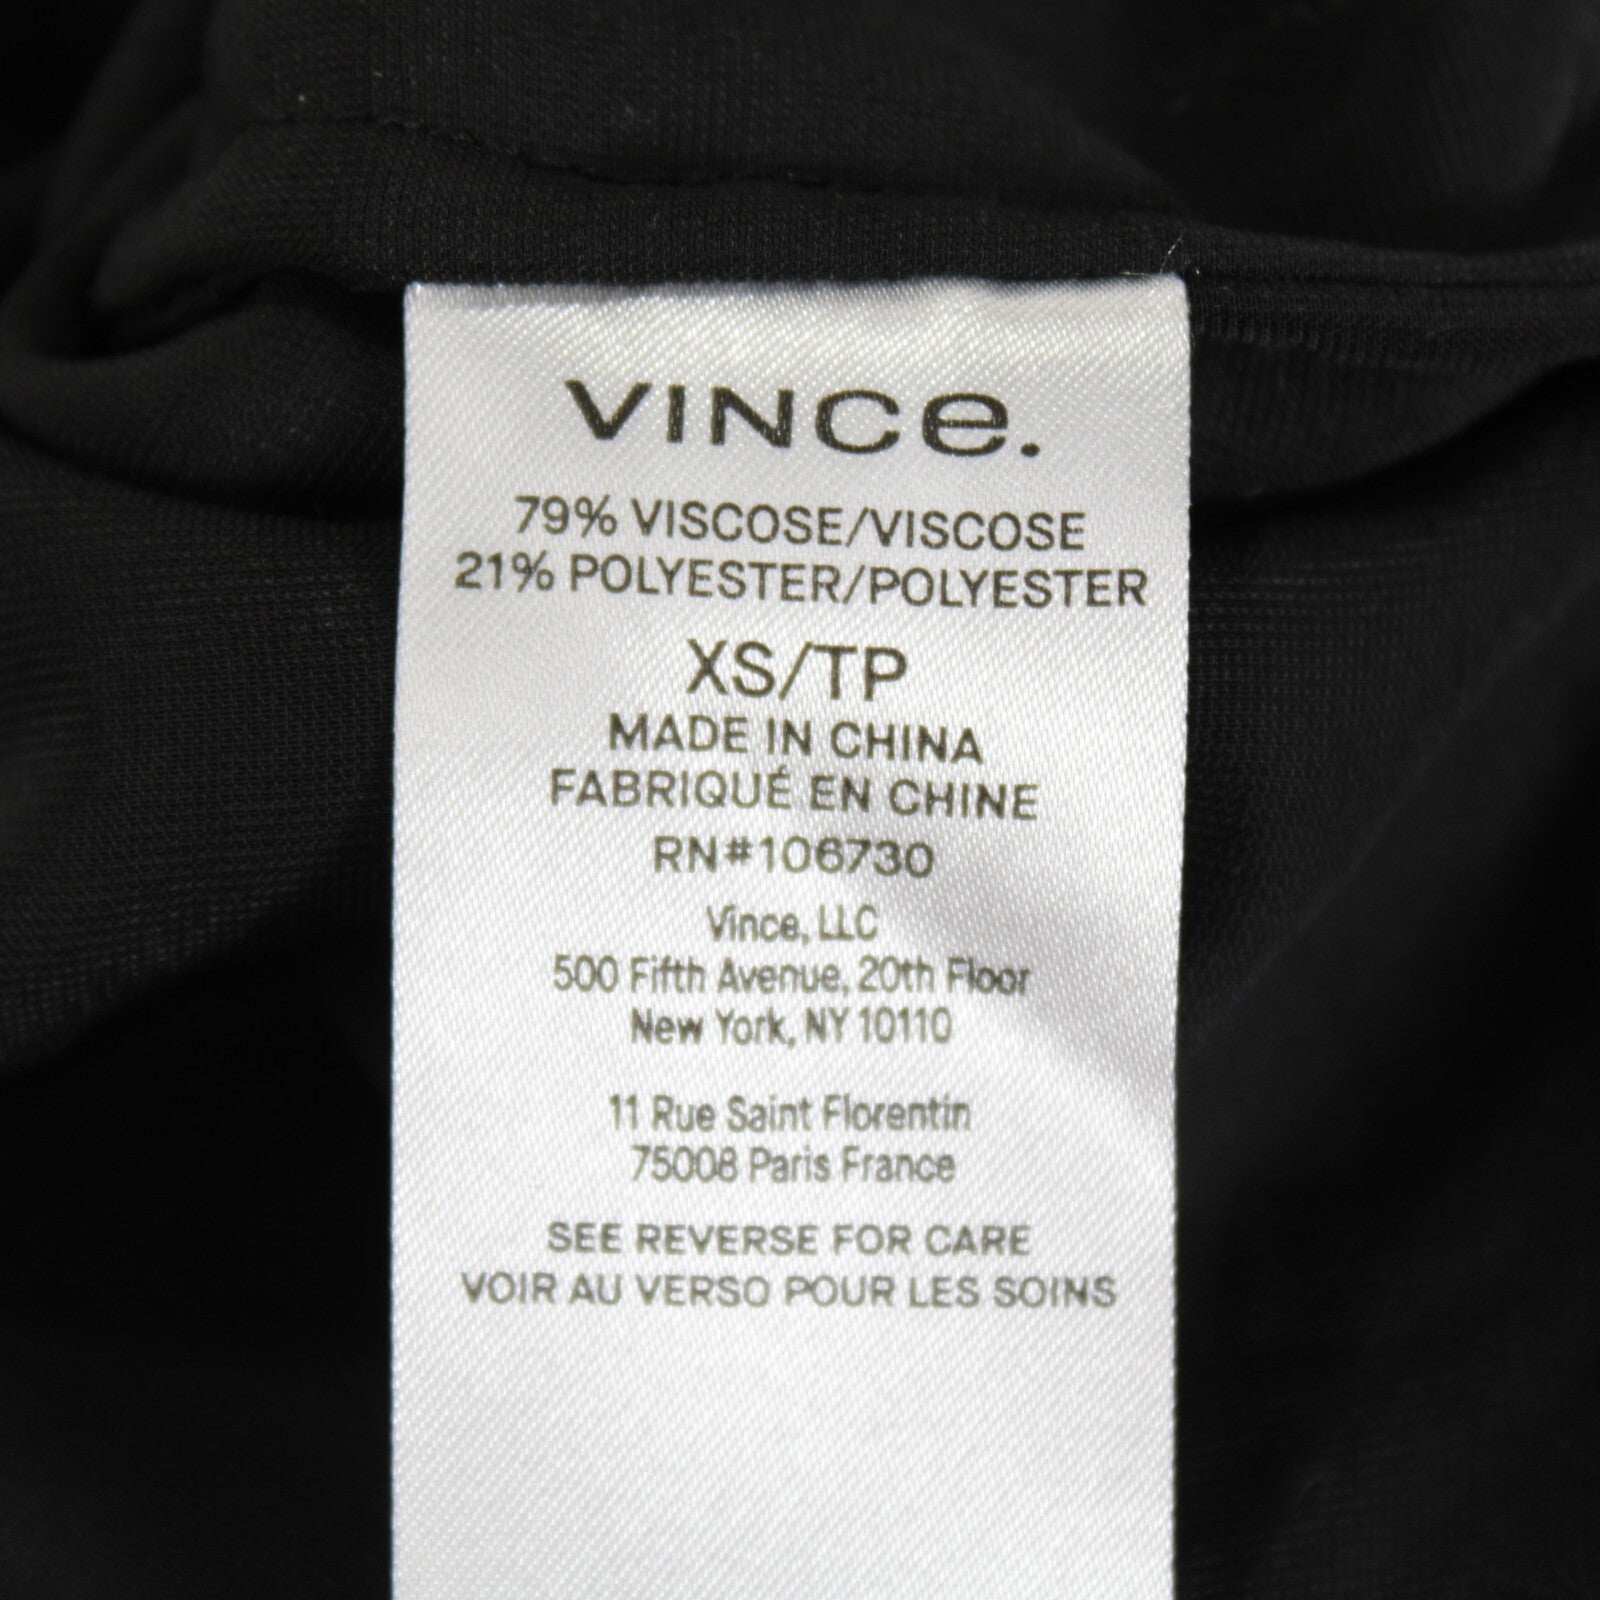 VINCE.
79% VISCOSE/VISCOSE
21% POLYESTER/POLYESTER
XS/TP
MADE IN CHINA
FABRIQUÉ EN CHINE
RN#106730
Vince, LLC
500 Fifth Avenue, 20th Floor
New York, NY 10110
11 Rue Saint Florentin
75008 Paris France
SEE REVERSE FOR CARE
VOIR AU VERSO POUR LES SOINS